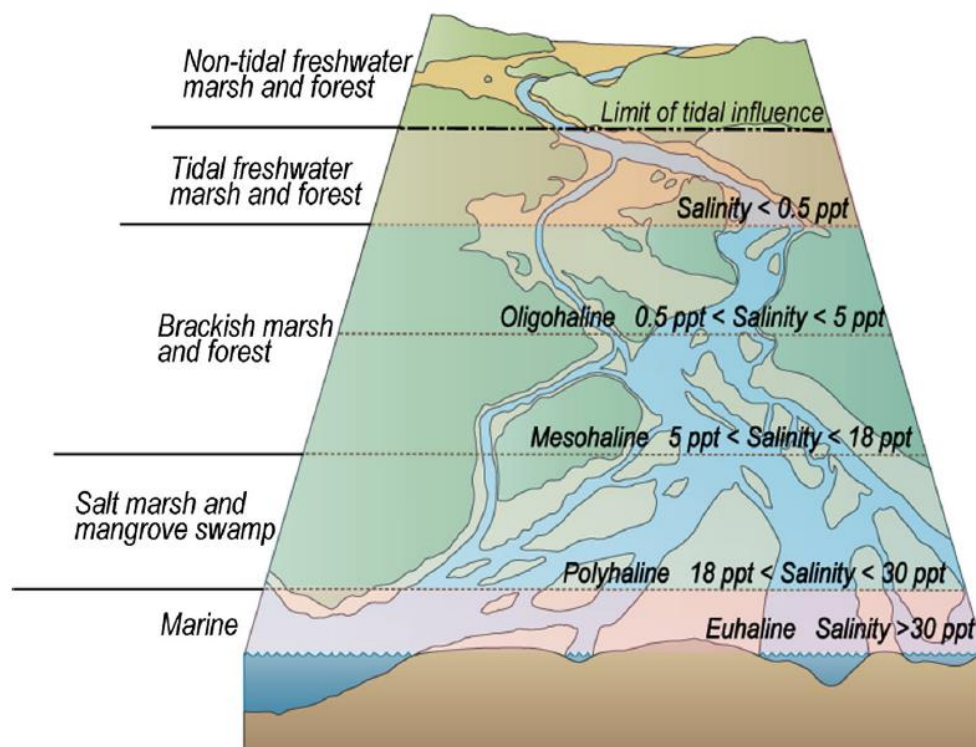 Non-tidal freshwater
marsh and forest
Limit of tidal influence
Tidal freshwater
marsh and forest
Salinity < 0.5 ppt
Oligohaline 0.5 ppt < Salinity < 5 ppt
Brackish marsh
and forest
Mesohaline 5 ppt < Salinity < 18 ppt
Salt marsh and
mangrove swamp
Polyhaline 18 ppt < Salinity < 30 ppt
Marine
Euhaline Salinity >30 ppt